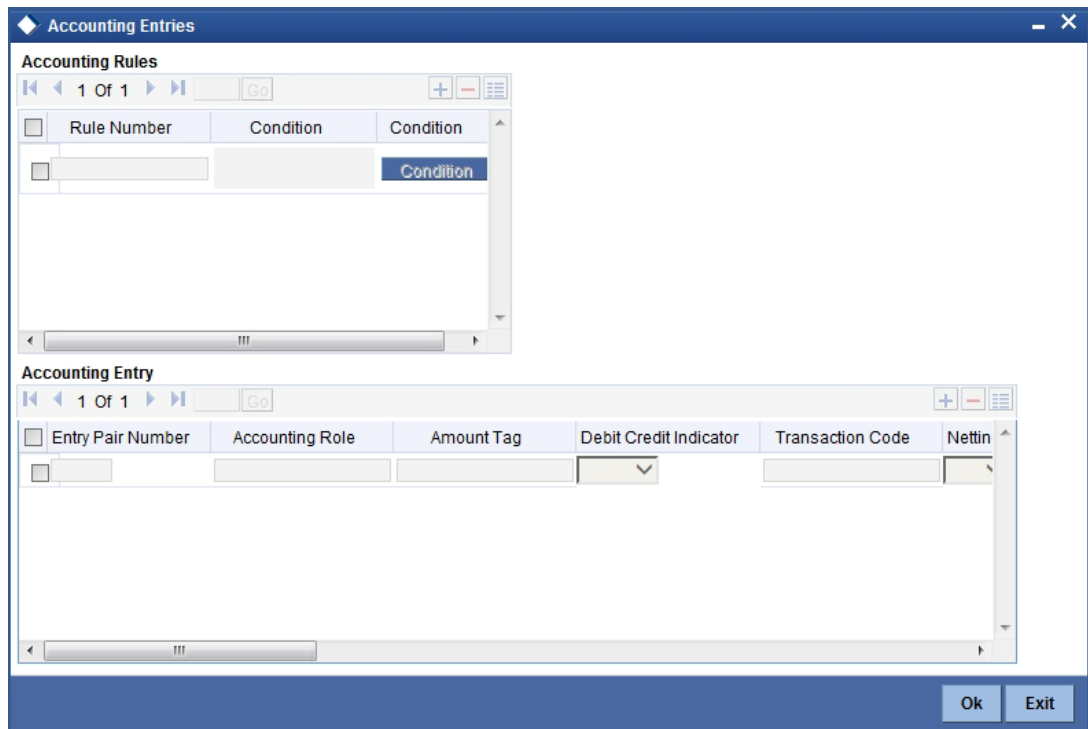 Accounting Entries
Accounting Rules
1 Of 1 Go
Rule Number Condition Condition
Condition
Accounting Entry
1 Of 1 Go
Entry Pair Number Accounting Role Amount Tag Debit Credit Indicator Transaction Code Nettin
Ok Exit